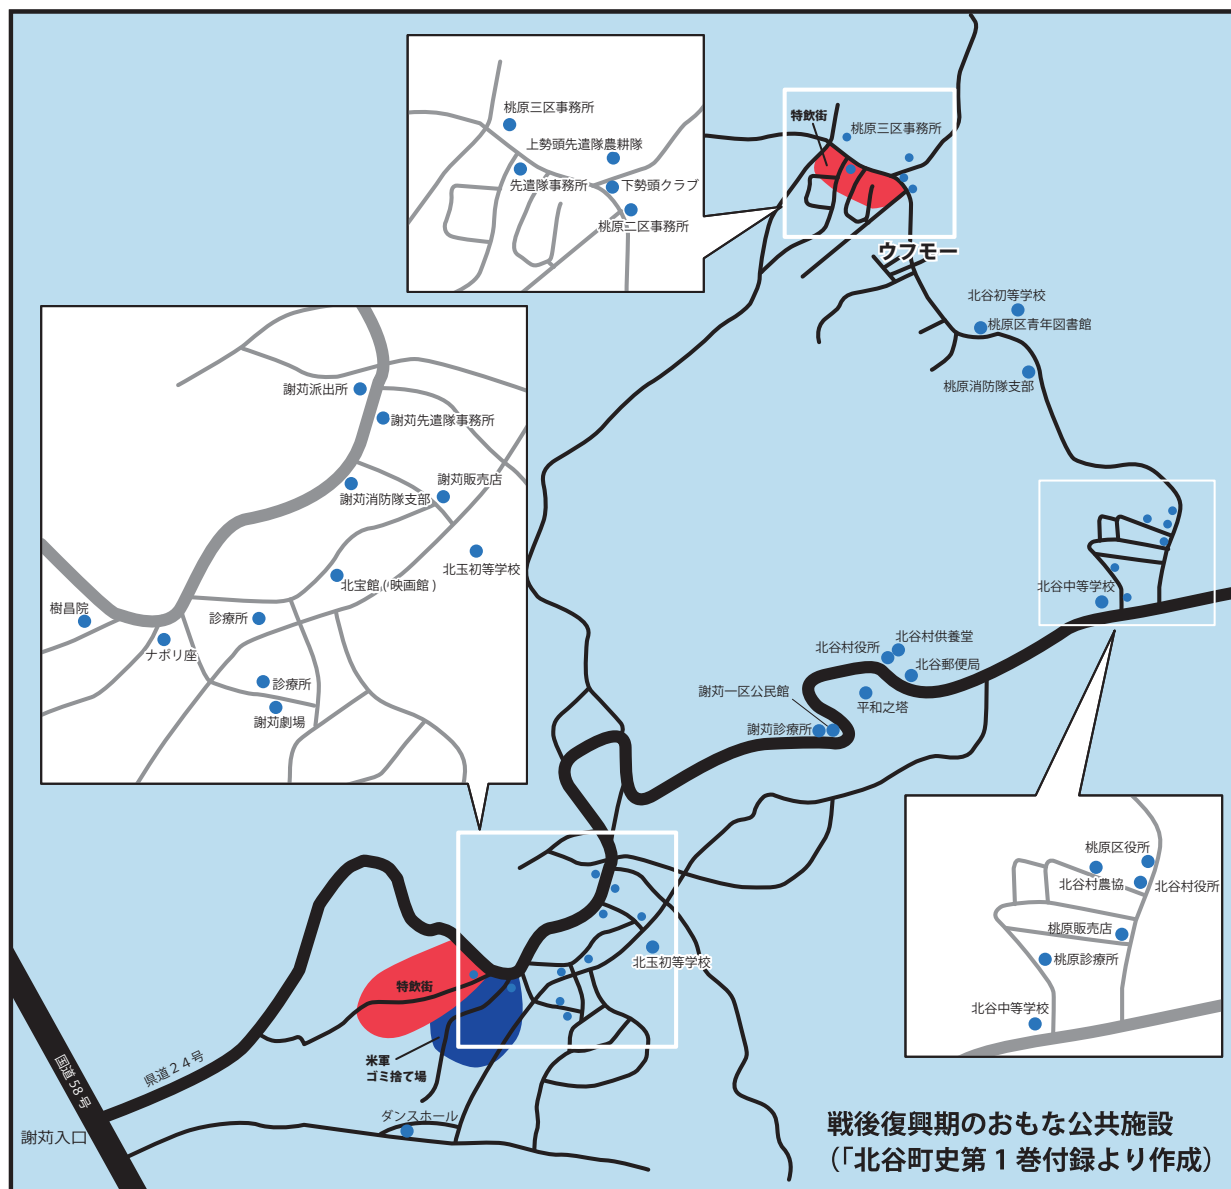 桃原三区事務所
上勢頭先遣隊農耕隊
先遣隊事務所
下勢頭クラブ
桃原二区事務所
特飲街
桃原三区事務所
ウフモー
北谷初等学校
桃原区青年図書館
桃原消防隊支部
謝苅派出所
謝苅先遣隊事務所
謝苅販売店
謝苅消防隊支部
北玉初等学校
北宝館(映画館)
樹昌院
診療所
ナポリ座
診療所
謝苅劇場
北谷中等学校
北谷村供養堂
北谷村役所
北谷郵便局
謝苅一区公民館
平和之塔
謝苅診療所
桃原区役所
北谷村農協
北谷村役所
桃原販売店
桃原診療所
北谷中等学校
北玉初等学校
特飲街
米軍
ゴミ捨て場
県道24号
国道58号
謝苅入口
ダンスホール
戦後復興期のおもな公共施設
(「北谷町史第1巻付録より作成)